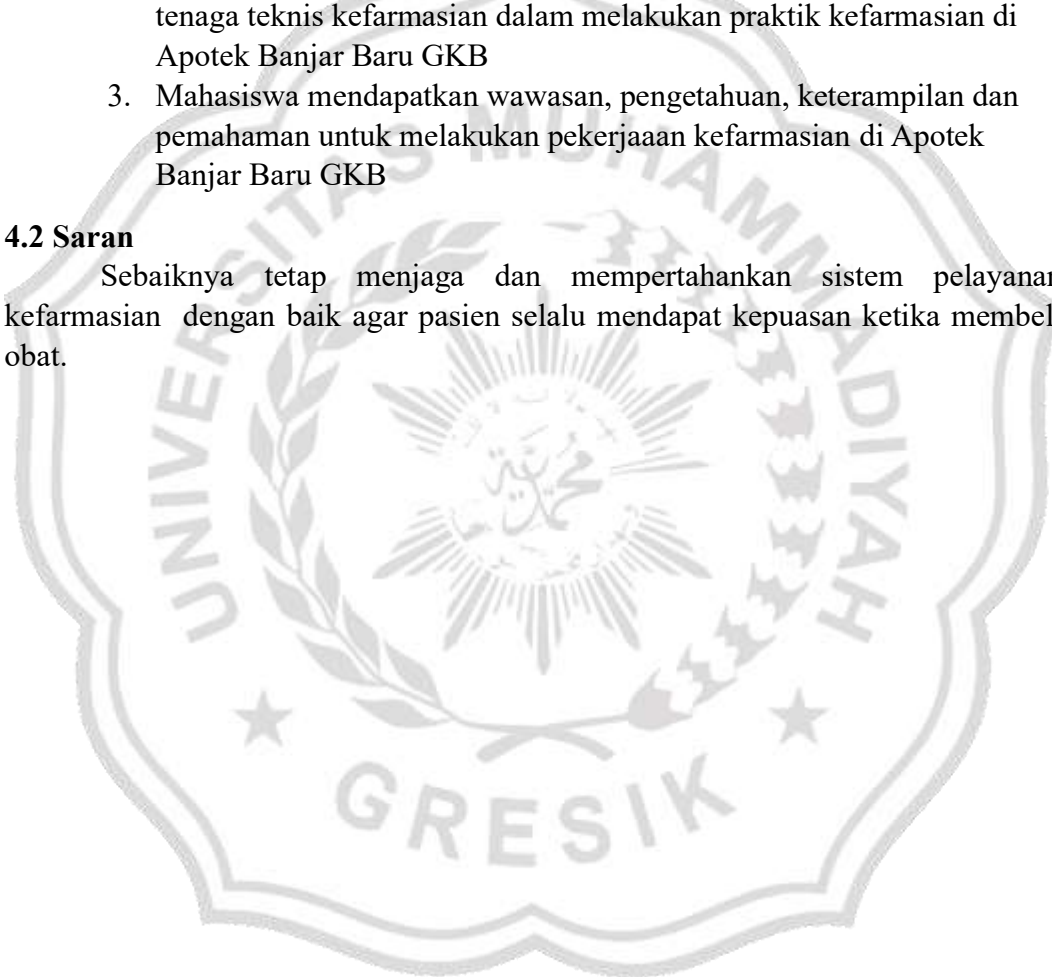 tenaga teknis kefarmasian dalam melakukan praktik kefarmasian di
Apotek Banjar Baru GKB
3. Mahasiswa mendapatkan wawasan, pengetahuan, keterampilan dan
pemahaman untuk melakukan pekerjaaan kefarmasian di Apotek
Banjar Baru GKB
4.2 Saran
Sebaiknya tetap menjaga dan mempertahankan sistem pelayanan
kefarmasian dengan baik agar pasien selalu mendapat kepuasan ketika membel
obat.
UNIVERSITAS MUHAMMADIYAH
محمد
GRESIK